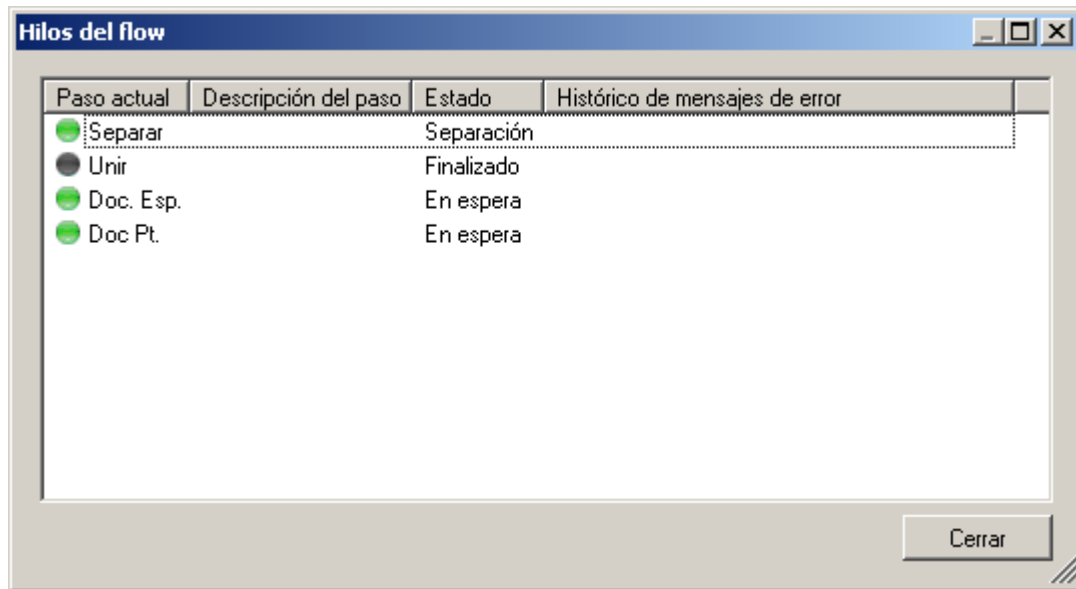 Hilos del flow
Paso actual Descripción del paso Estado Histórico de mensajes de error
Separar Separación
Unir Finalizado
Doc. Esp. En espera
Doc Pt. En espera
Cerrar